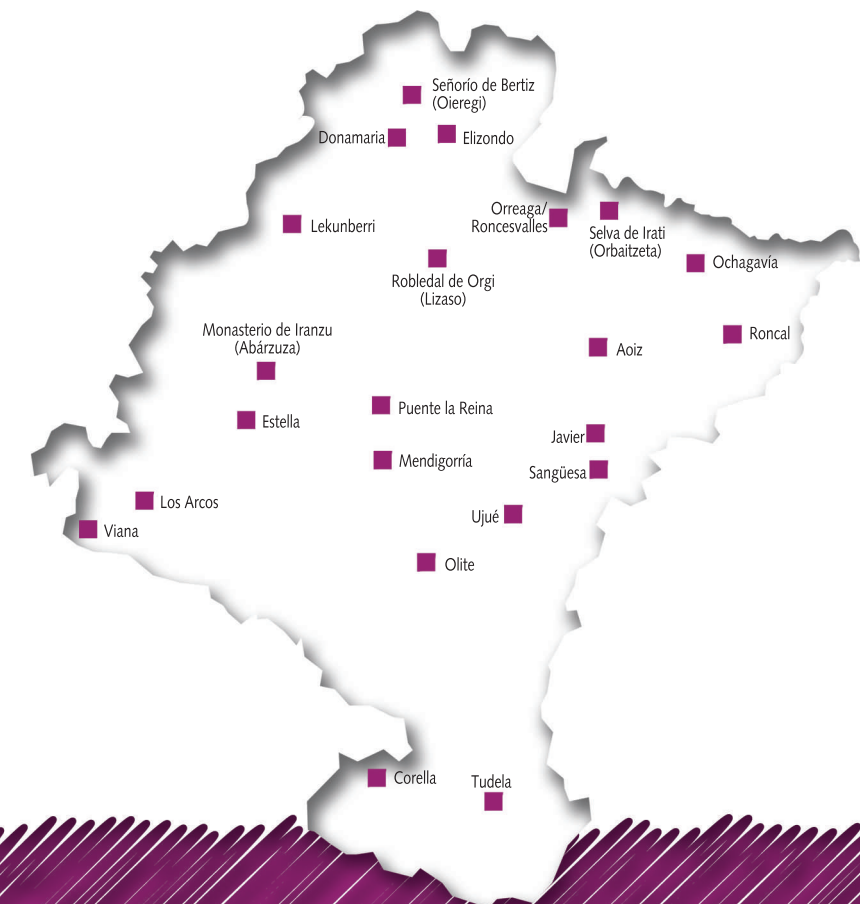 Señorío de Bertiz
(Oieregi)
Donamaria
Elizondo
Orreaga/
Roncesvalles
Lekunberri
Selva de Irati
(Orbaitzeta)
Ochagavía
Robledal de Orgi
(Lizaso)
Monasterio de Iranzu
(Abárzuza)
Roncal
Aoiz
Puente la Reina
Estella
Javier
Mendigorría
Sangüesa
Los Arcos
Ujué
Viana
Olite
Corella
Tudela